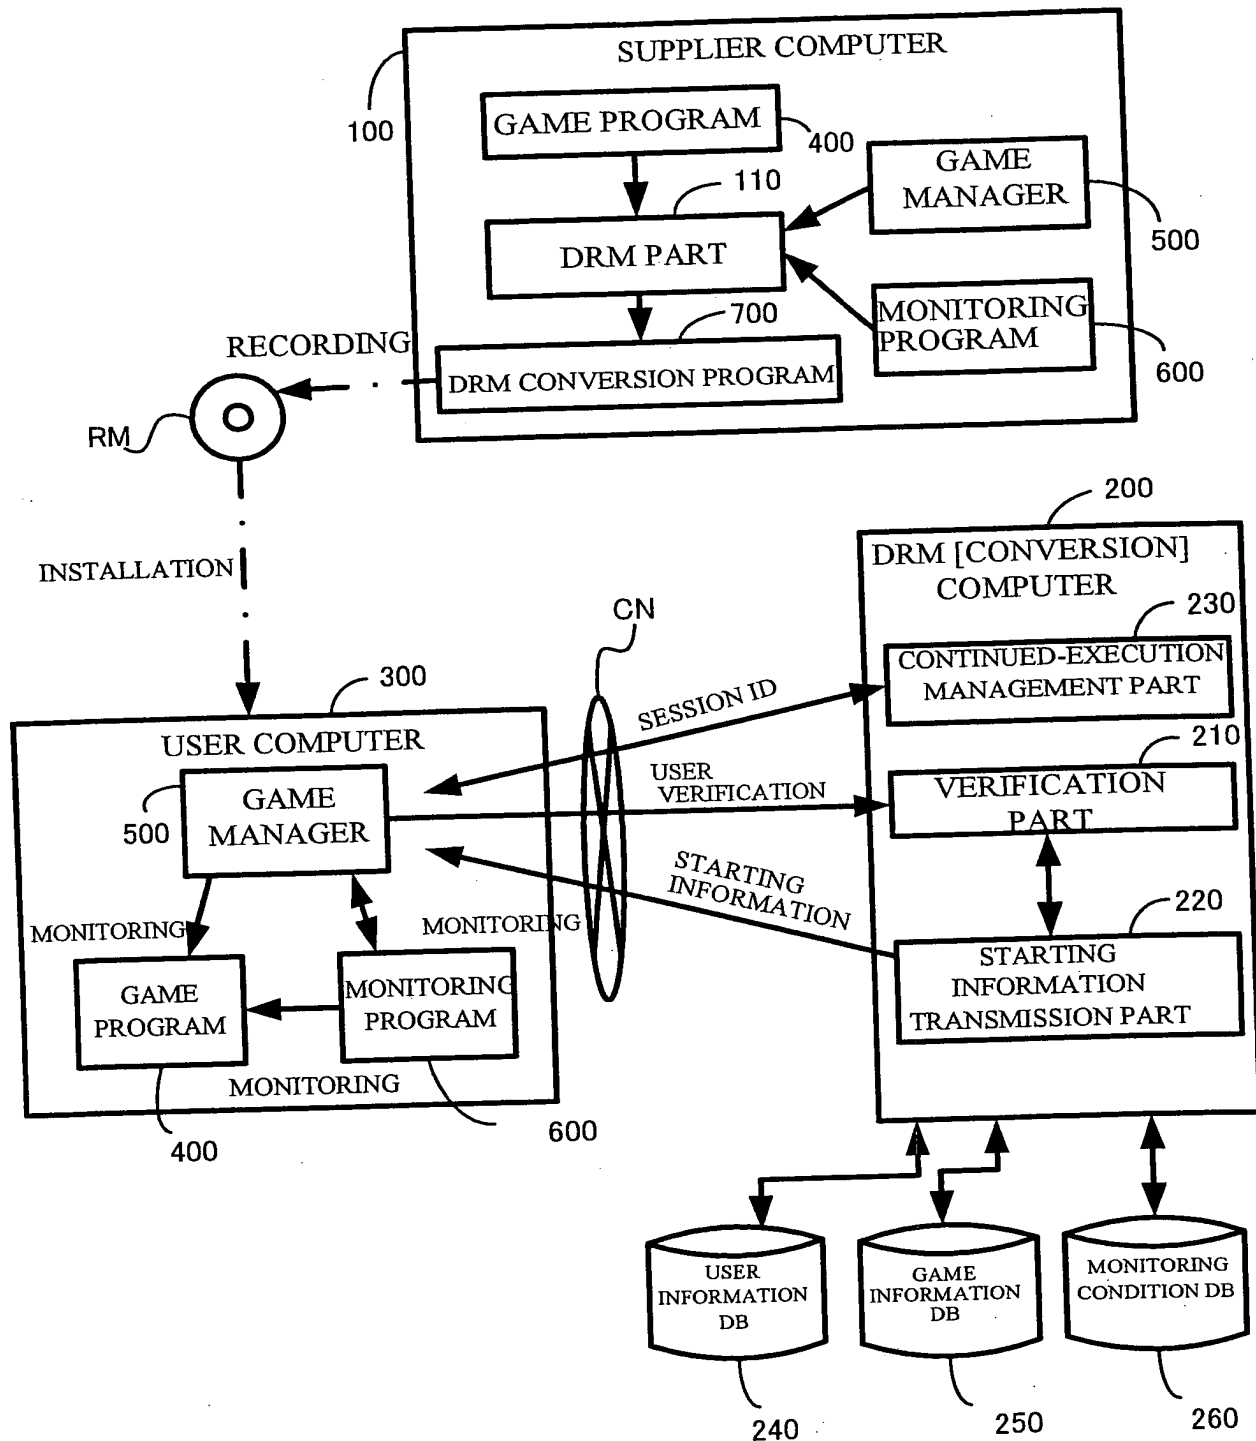 SUPPLIER COMPUTER
100
GAME PROGRAM
400
110
GAME
MANAGER
500
DRM PART
700
MONITORING
PROGRAM
600
RECORDING
DRM CONVERSION PROGRAM
RM
INSTALLATION
200
DRM [CONVERSION]
COMPUTER
CN
230
CONTINUED-EXECUTION
MANAGEMENT PART
300
SESSION ID
USER COMPUTER
210
GAME
MANAGER
500
USER
VERIFICATION
VERIFICATION
PART
STARTING
INFORMATION
220
MONITORING
MONITORING
STARTING
INFORMATION
TRANSMISSION PART
GAME
PROGRAM
MONITORING
PROGRAM
MONITORING
400
600
USER
INFORMATION
DB
GAME
INFORMATION
DB
MONITORING
CONDITION DB
240
250
260